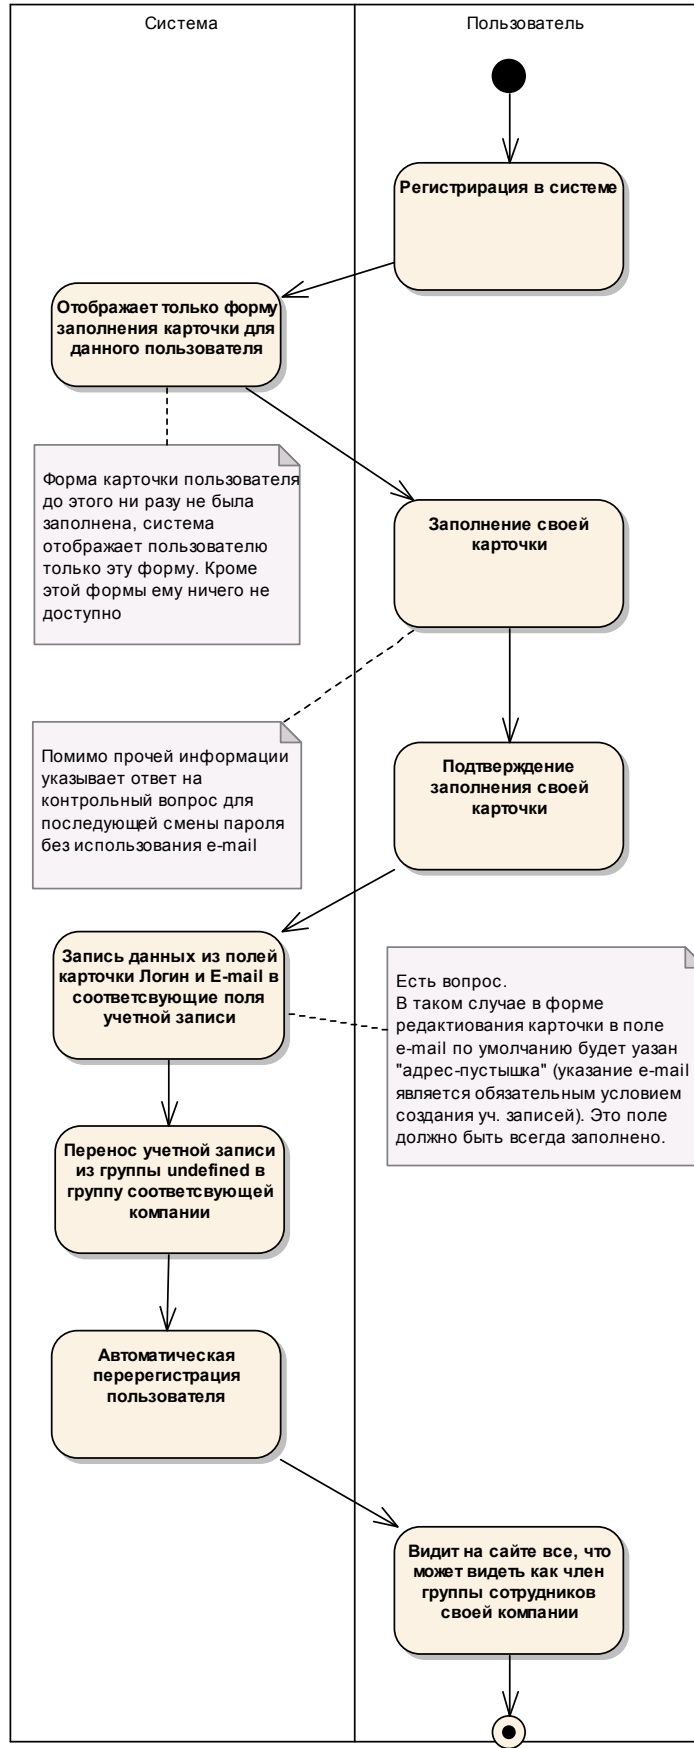 Система
Пользователь
Регистрирация в системе
Отображает только форму
заполнения карточки для
данного пользователя
Форма карточки пользователя
до этого ни разу не была
заполнена, система
отображает пользователю
только эту форму. Кроме
этой формы ему ничего не
доступно
Заполнение своей
карточки
Помимо прочей информации
указывает ответ на
контрольный вопрос для
последующей смены пароля
без использования e-mail
Подтверждение
заполнения своей
карточки
Запись данных из полей
карточки Логин и E-mail в
соответсвующие поля
учетной записи
Есть вопрос.
В таком случае в форме
редактиования карточки в поле
e-mail по умолчанию будет уазан
"адрес-пустышка" (указание e-mail
является обязательным условием
создания уч. записей). Это поле
должно быть всегда заполнено.
Перенос учетной записи
из группы undefined в
группу соответсвующей
компании
Автоматическая
перерегистрация
пользователя
Видит на сайте все, что
может видеть как член
группы сотрудников
своей компании